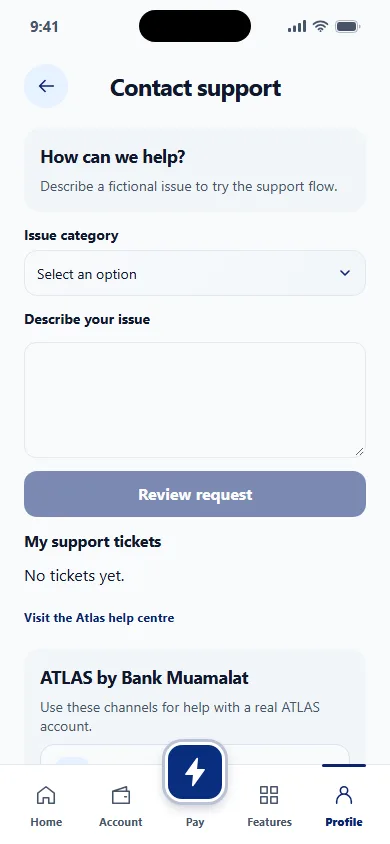 9:41
Contact support
How can we help?
Describe a fictional issue to try the support flow.
Issue category
Select an option
Describe your issue
Review request
My support tickets
No tickets yet.
Visit the Atlas help centre
ATLAS by Bank Muamalat
Use these channels for help with a real ATLAS
account.
Home
Account
Pay
Features
Profile